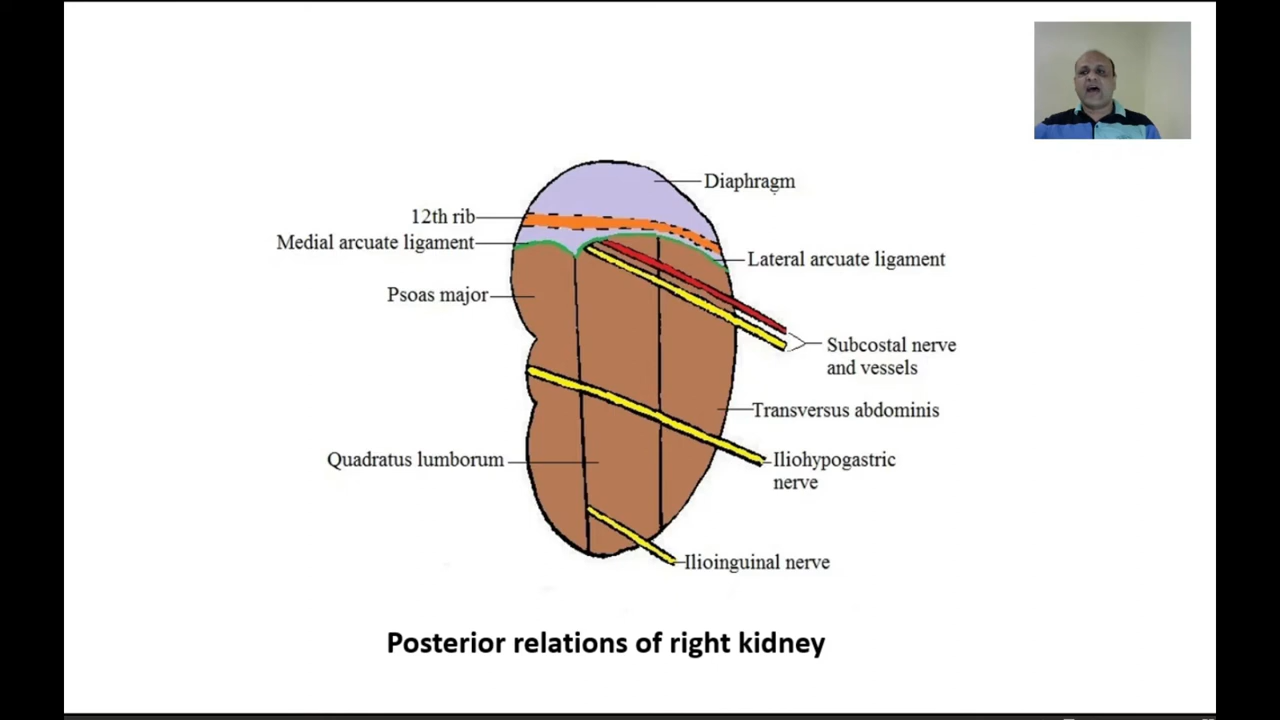 Diaphragm
12th rib
Medial arcuate ligament
Lateral arcuate ligament
Psoas major
Subcostal nerve
and vessels
Transversus abdominis
Quadratus lumborum
Iliohypogastric
nerve
Ilioinguinal nerve
Posterior relations of right kidney